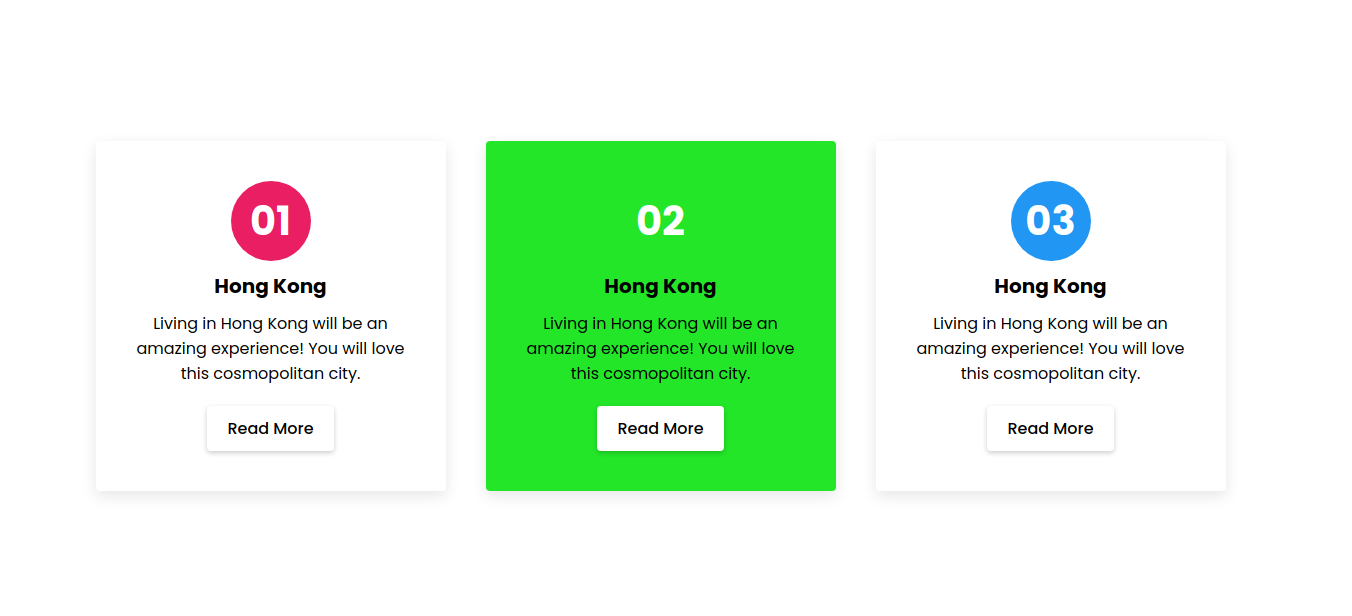 01
Hong Kong
Living in Hong Kong will be an
amazing experience! You will love
this cosmopolitan city.
Read More
02
Hong Kong
Living in Hong Kong will be an
amazing experience! You will love
this cosmopolitan city.
Read More
03
Hong Kong
Living in Hong Kong will be an
amazing experience! You will love
this cosmopolitan city.
Read More